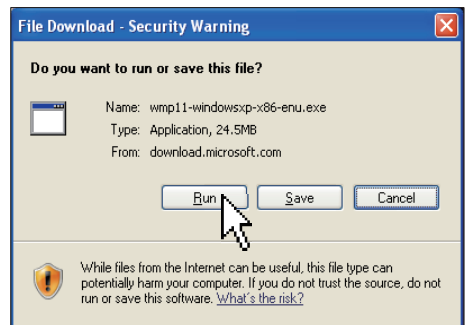 File Download - Security Warning
Do you want to run or save this file?
Name: wmp11-windowsxp-x86-enu.exe
Type: Application, 24.5MB
From: download.microsoft.com
Run Save Cancel
While files from the Internet can be useful, this file type can
potentially harm your computer. If you do not trust the source, do not
run or save this software. What's the risk?